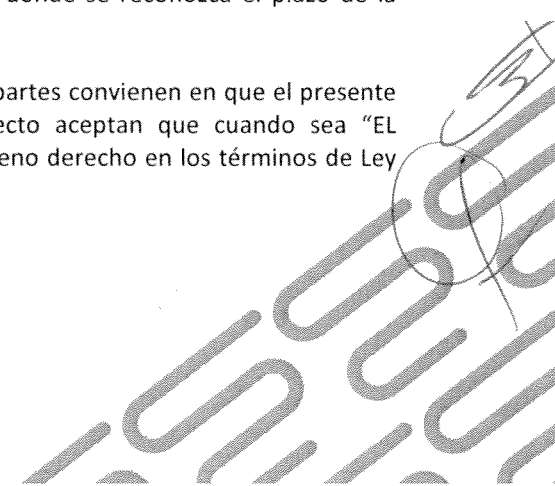 donde se reconozca el plazo de la
partes convienen en que el presente
ecto aceptan que cuando sea “EL
eno derecho en los términos de Ley